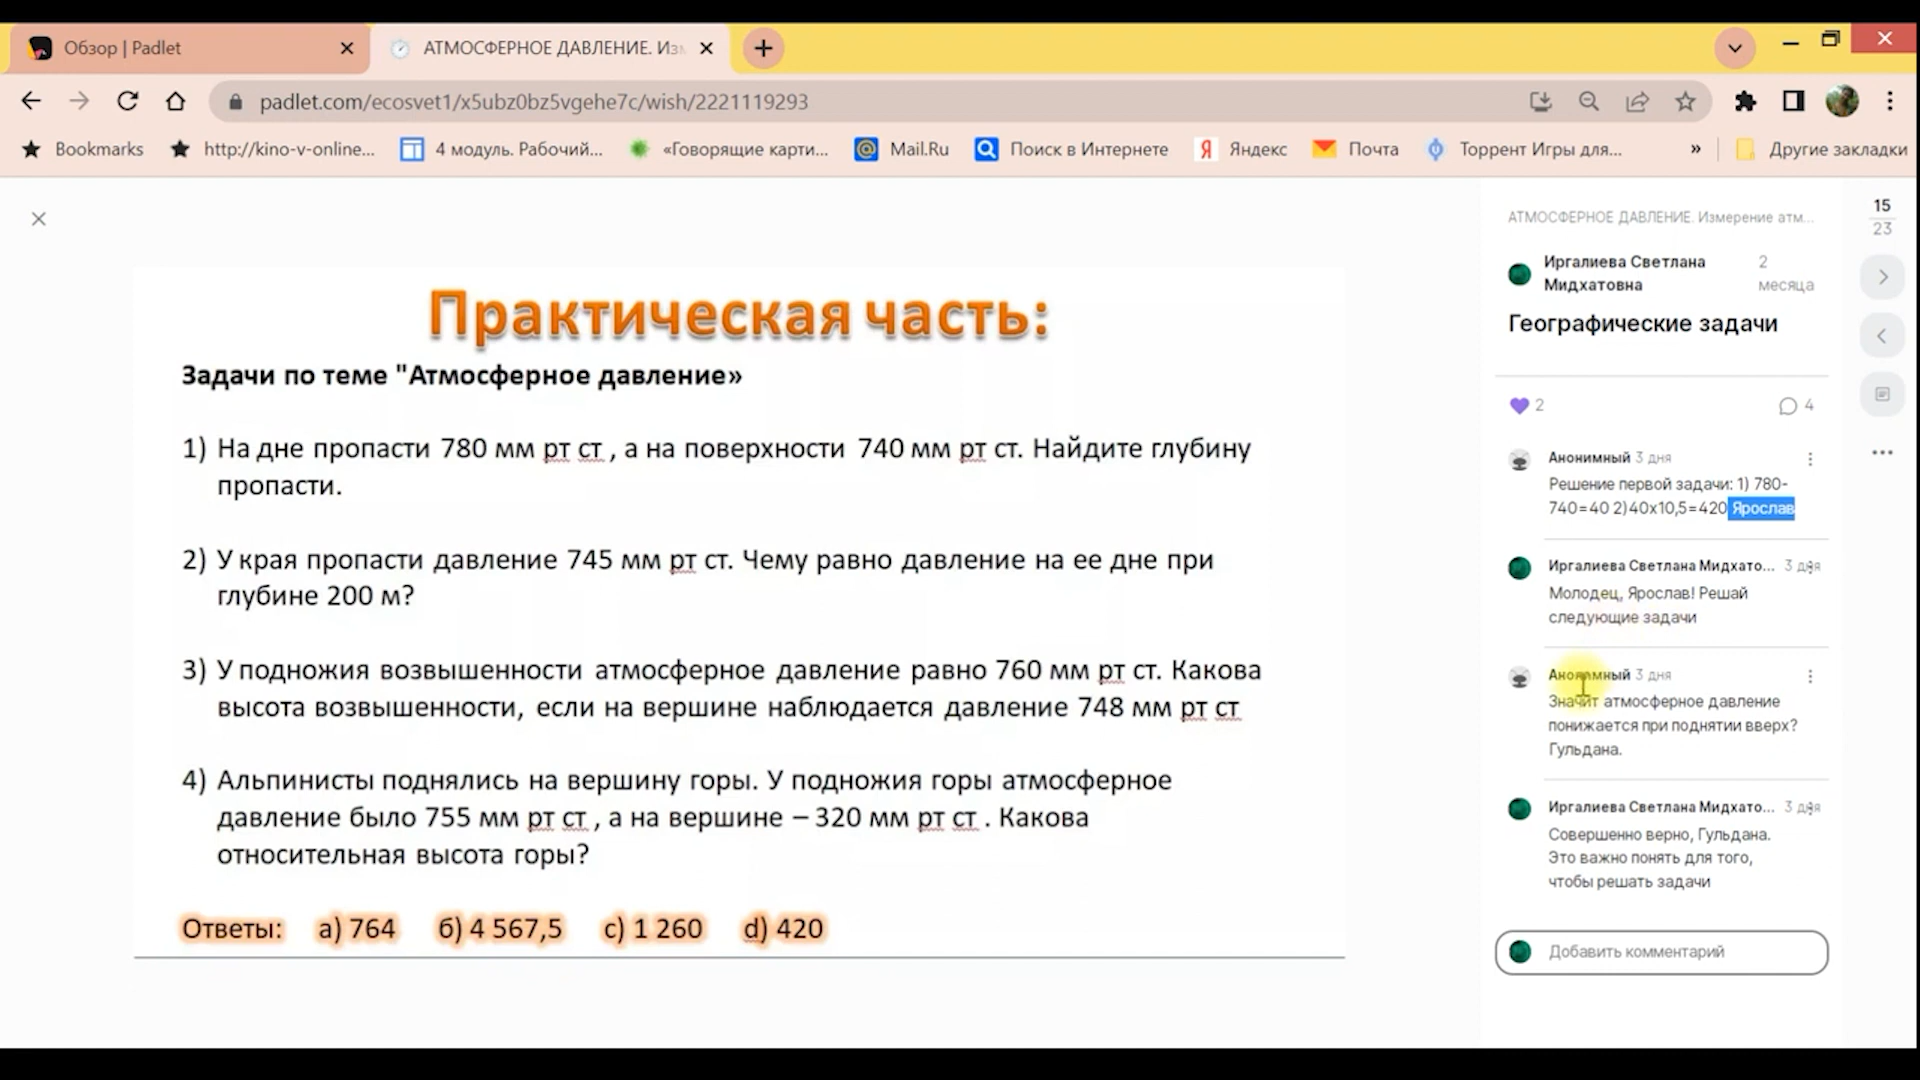 Обзор | Padlet
АТМОСФЕРНОЕ ДАВЛЕНИЕ. Изм
padlet.com/ecosvet1/x5ubz0bz5vgehe7c/wish/2221119293
Bookmarks
http://kino-v-online...
4 модуль. Рабочий...
«Говорящие карти...
Mail.Ru
Поиск в Интернете
Яндекс
Почта
Торрент Игры для...
»
Другие закладки
Практическая часть:
Задачи по теме "Атмосферное давление»
1) На дне пропасти 780 мм рт ст , а на поверхности 740 мм рт ст. Найдите глубину
пропасти.
2) У края пропасти давление 745 мм рт ст. Чему равно давление на ее дне при
глубине 200 м?
3) У подножия возвышенности атмосферное давление равно 760 мм рт ст. Какова
высота возвышенности, если на вершине наблюдается давление 748 мм рт ст
4) Альпинисты поднялись на вершину горы. У подножия горы атмосферное
давление было 755 мм рт ст , а на вершине – 320 мм рт ст . Какова
относительная высота горы?
Ответы: а) 764 б) 4 567,5 с) 1 260 d) 420
АТМОСФЕРНОЕ ДАВЛЕНИЕ. Измерение атм...
Иргалиева Светлана
Мидхатовна
2
месяца
Географические задачи
2
4
Анонимный 3 дня
Решение первой задачи: 1) 780-
740=40 2)40х10,5=420 Ярослав
Иргалиева Светлана Мидхато... 3 дня
Молодец, Ярослав! Решай
следующие задачи
Анонимный 3 дня
Значит атмосферное давление
понижается при поднятии вверх?
Гульдана.
Иргалиева Светлана Мидхато... 3 дня
Совершенно верно, Гульдана.
Это важно понять для того,
чтобы решать задачи
Добавить комментарий
15
23